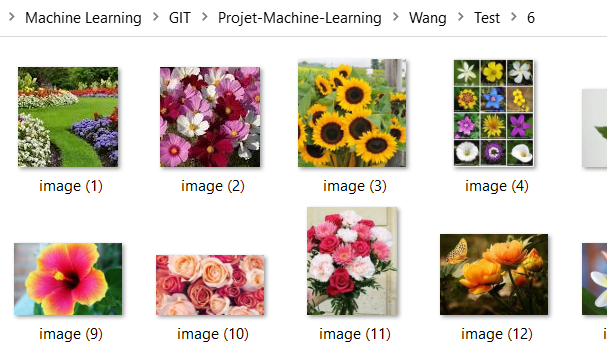 Machine Learning > GIT > Projet-Machine-Learning > Wang > Test > 6
image (1) image (2) image (3) image (4)
image (9) image (10) image (11) image (12)